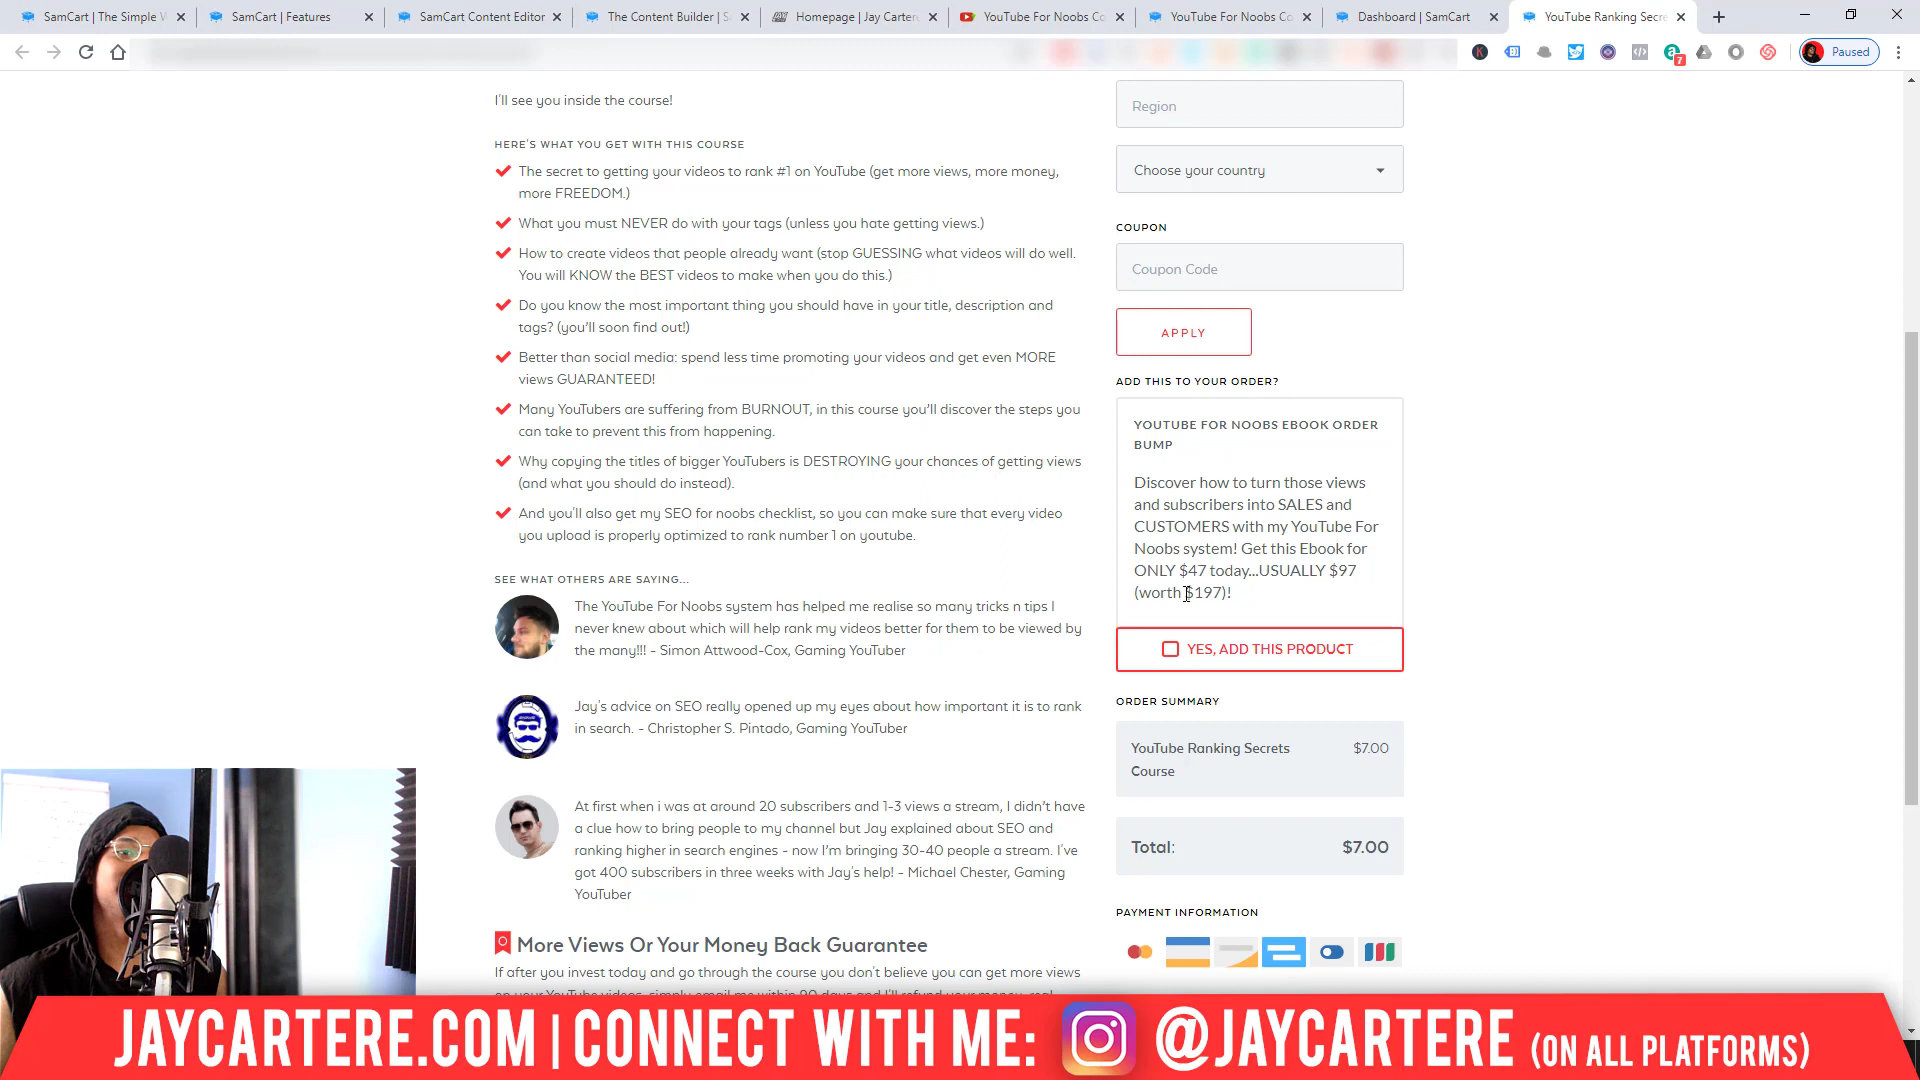 SamCart | The Simple W
SamCart | Features
SamCart Content Editor
The Content Builder | S
Homepage | Jay Carter
YouTube For Noobs Co
YouTube For Noobs Co
Dashboard | SamCart
YouTube Ranking Secre
7
Paused
I'll see you inside the course!
HERE'S WHAT YOU GET WITH THIS COURSE
The secret to getting your videos to rank #1 on YouTube (get more views, more money,
more FREEDOM.)
What you must NEVER do with your tags (unless you hate getting views.)
How to create videos that people already want (stop GUESSING what videos will do well.
You will KNOW the BEST videos to make when you do this.)
Do you know the most important thing you should have in your title, description and
tags? (you'll soon find out!)
Better than social media: spend less time promoting your videos and get even MORE
views GUARANTEED!
Many YouTubers are suffering from BURNOUT, in this course you'll discover the steps you
can take to prevent this from happening.
Why copying the titles of bigger YouTubers is DESTROYING your chances of getting views
(and what you should do instead).
And you'll also get my SEO for noobs checklist, so you can make sure that every video
you upload is properly optimized to rank number 1 on youtube.
SEE WHAT OTHERS ARE SAYING...
The YouTube For Noobs system has helped me realise so many tricks n tips I
never knew about which will help rank my videos better for them to be viewed by
the many!!! - Simon Attwood-Cox, Gaming YouTuber
Jay's advice on SEO really opened up my eyes about how important it is to rank
in search. - Christopher S. Pintado, Gaming YouTuber
At first when i was at around 20 subscribers and 1-3 views a stream, I didn't have
a clue how to bring people to my channel but Jay explained about SEO and
ranking higher in search engines - now I'm bringing 30-40 people a stream. I've
got 400 subscribers in three weeks with Jay's help! - Michael Chester, Gaming
YouTuber
More Views Or Your Money Back Guarantee
If after you invest today and go through the course you don't believe you can get more views
Region
Choose your country
COUPON
Coupon Code
APPLY
ADD THIS TO YOUR ORDER?
YOUTUBE FOR NOOBS EBOOK ORDER
BUMP
Discover how to turn those views
and subscribers into SALES and
CUSTOMERS with my YouTube For
Noobs system! Get this Ebook for
ONLY $47 today...USUALLY $97
(worth $197)!
YES, ADD THIS PRODUCT
ORDER SUMMARY
YouTube Ranking Secrets $7.00
Course
Total: $7.00
PAYMENT INFORMATION
JAYCARTERE.COM | CONNECT WITH ME: @JAYCARTERE (ON ALL PLATFORMS)